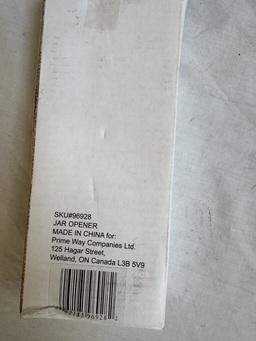 SKU#96928
JAR OPENER
MADE IN CHINA for:
Prime Way Companies Ltd.
125 Hagar Street,
Welland, ON Canada L3B 5V9